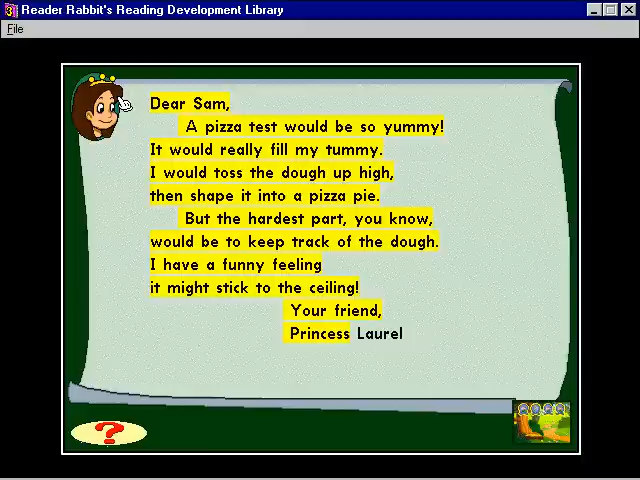 Reader Rabbit's Reading Development Library
File
Dear Sam,
A pizza test would be so yummy!
It would really fill my tummy.
I would toss the dough up high,
then shape it into a pizza pie.
But the hardest part, you know,
would be to keep track of the dough.
I have a funny feeling
it might stick to the ceiling!
Your friend,
Princess Laurel
?